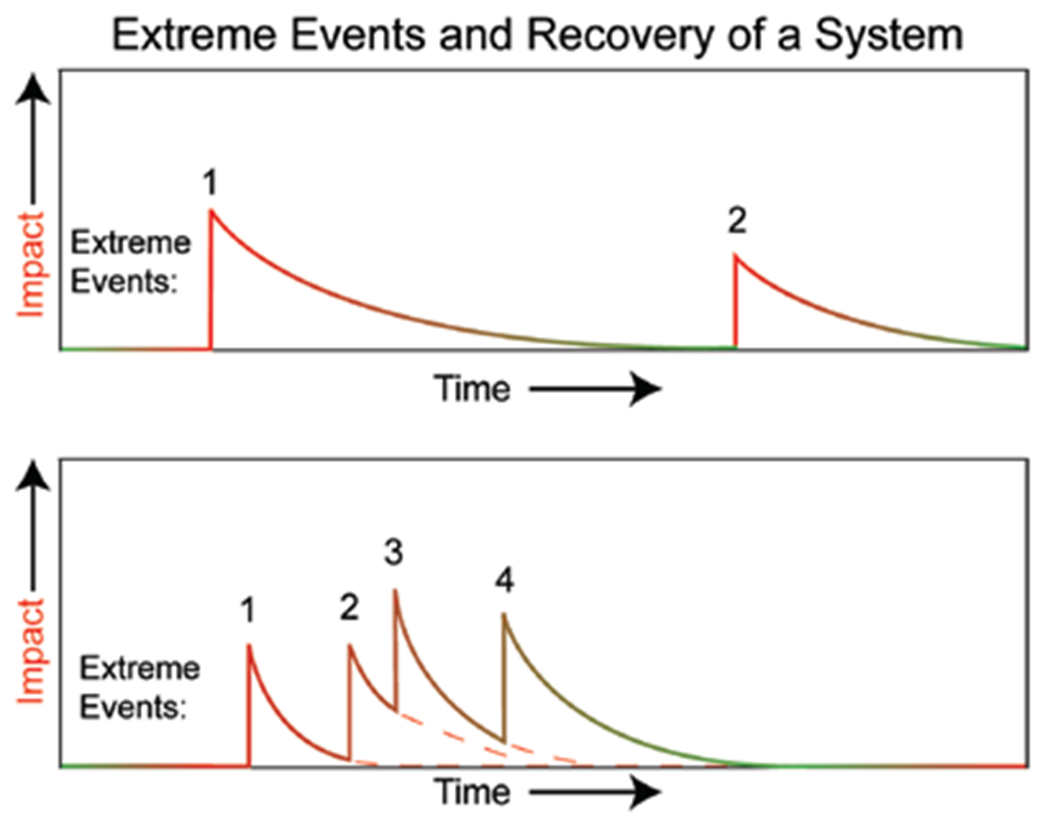 Extreme Events and Recovery of a System
Impact
1
2
Extreme
Events:
Time
Impact
1
2
3
4
Extreme
Events:
Time